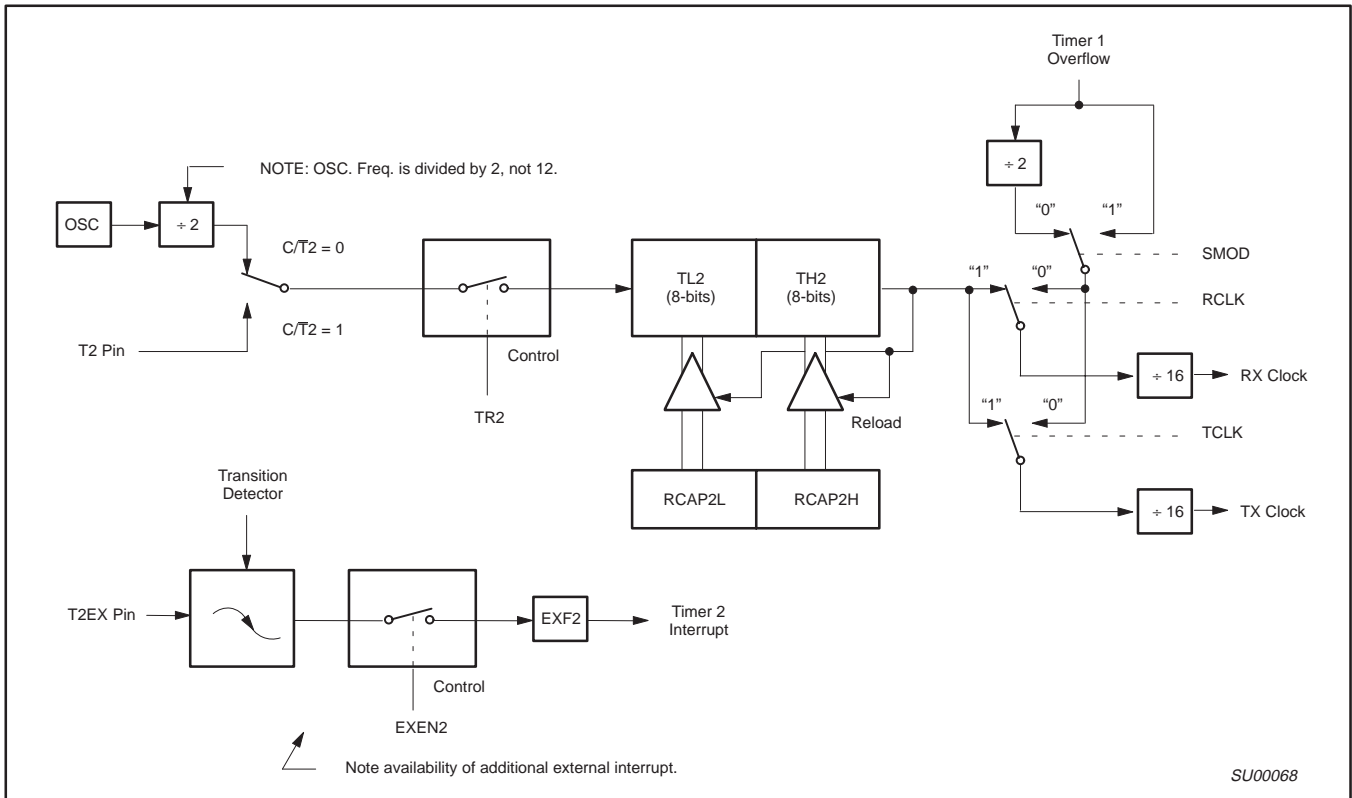 Timer 1
Overflow
÷ 2
NOTE: OSC. Freq. is divided by 2, not 12.
“0”
“1”
OSC
÷ 2
C/T̅2 = 0
SMOD
TL2
(8-bits)
TH2
(8-bits)
“1”
“0”
RCLK
C/T̅2 = 1
T2 Pin
Control
÷ 16
RX Clock
TR2
Reload
“1”
“0”
TCLK
Transition
Detector
RCAP2L
RCAP2H
÷ 16
TX Clock
T2EX Pin
EXF2
Timer 2
Interrupt
Control
EXEN2
Note availability of additional external interrupt.
SU00068